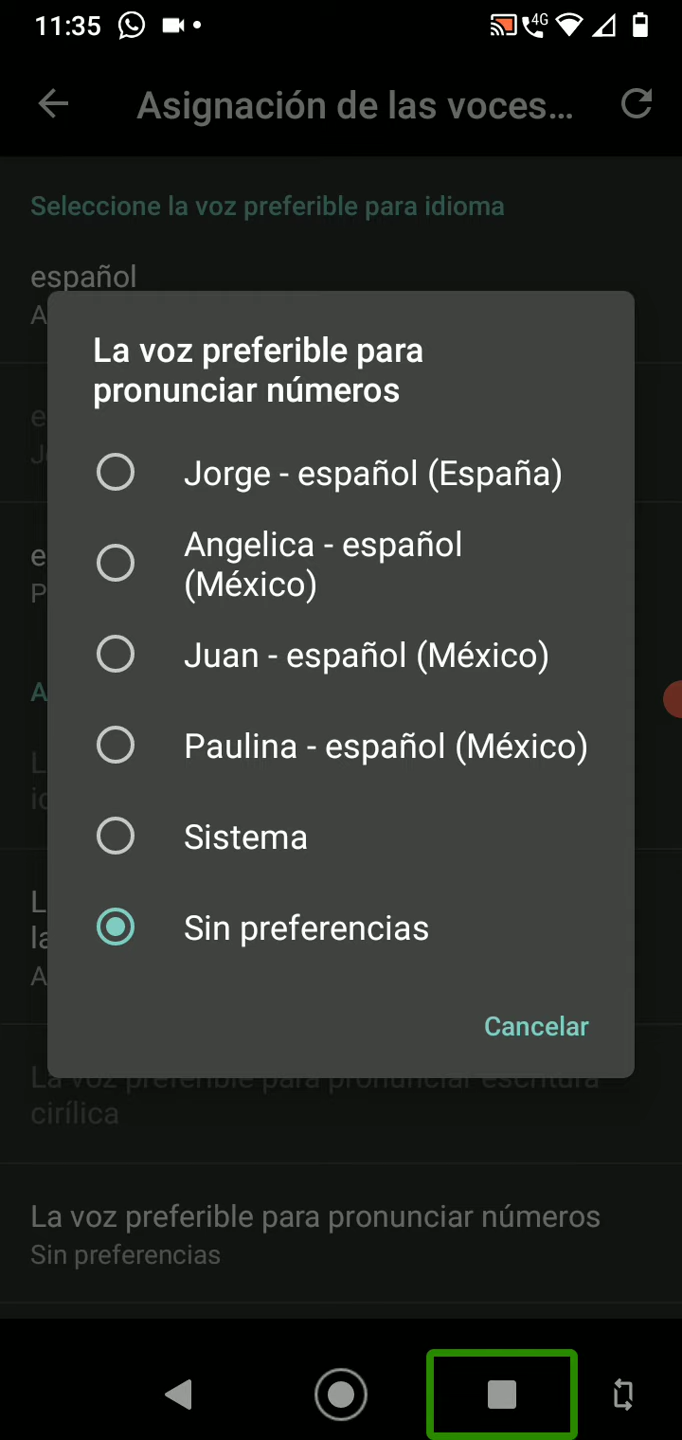 11:35
4G
Asignación de las voces…
Seleccione la voz preferible para idioma
español
A
La voz preferible para
pronunciar números
e
J
Jorge - español (España)
Angelica - español
(México)
e
P
Juan - español (México)
A
Paulina - español (México)
L
id
Sistema
L
la
Sin preferencias
A
Cancelar
La voz preferible para pronunciar escritura
cirílica
La voz preferible para pronunciar números
Sin preferencias